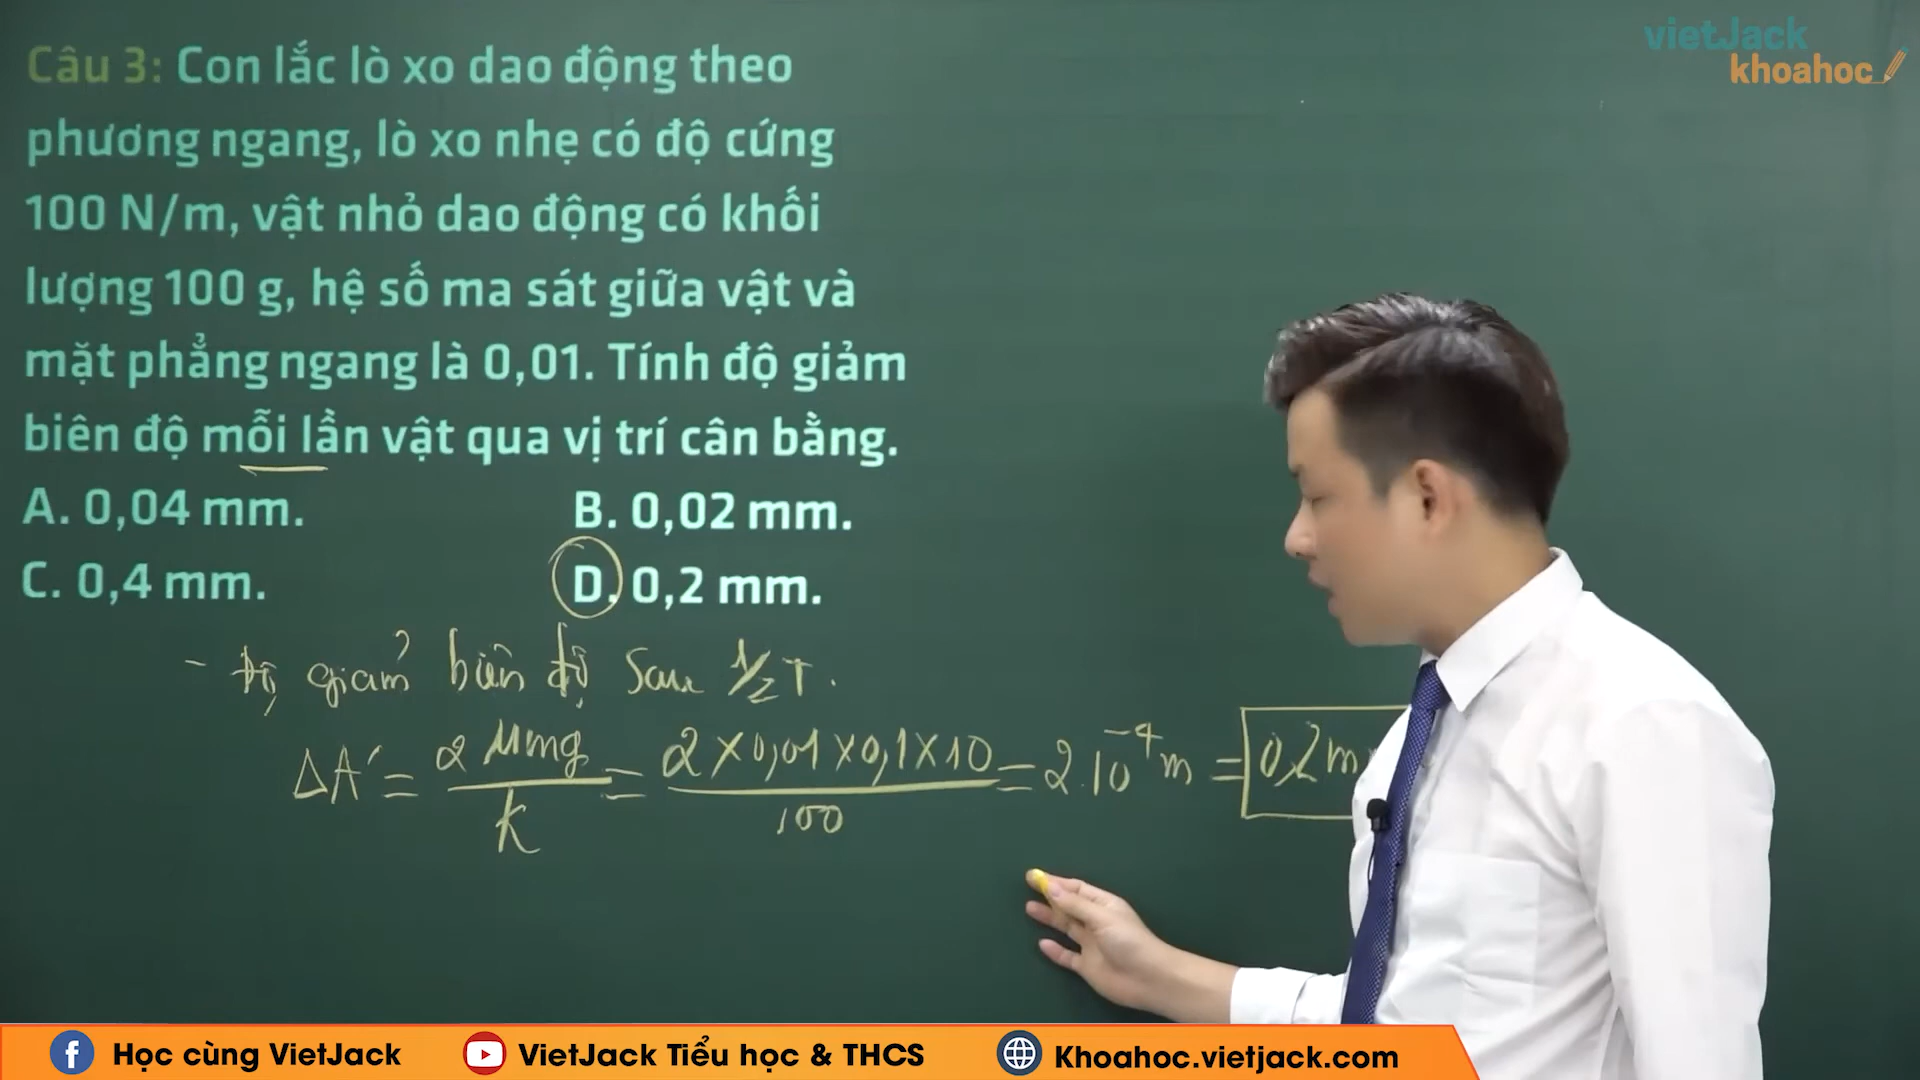 vietJack
khoahoc
Câu 3: Con lắc lò xo dao động theo
phương ngang, lò xo nhẹ có độ cứng
100 N/m, vật nhỏ dao động có khối
lượng 100 g, hệ số ma sát giữa vật và
mặt phẳng ngang là 0,01. Tính độ giảm
biên độ mỗi lần vật qua vị trí cân bằng.
A. 0,04 mm. B. 0,02 mm.
C. 0,4 mm. D. 0,2 mm.
- Độ giảm biên độ sau 1/2 T.
ΔA' = 2μmg/k = 2×0,01×0,1×10/100 = 2.10⁻⁴ m = 0,2 m
Học cùng VietJack
VietJack Tiểu học & THCS
Khoahoc.vietjack.com